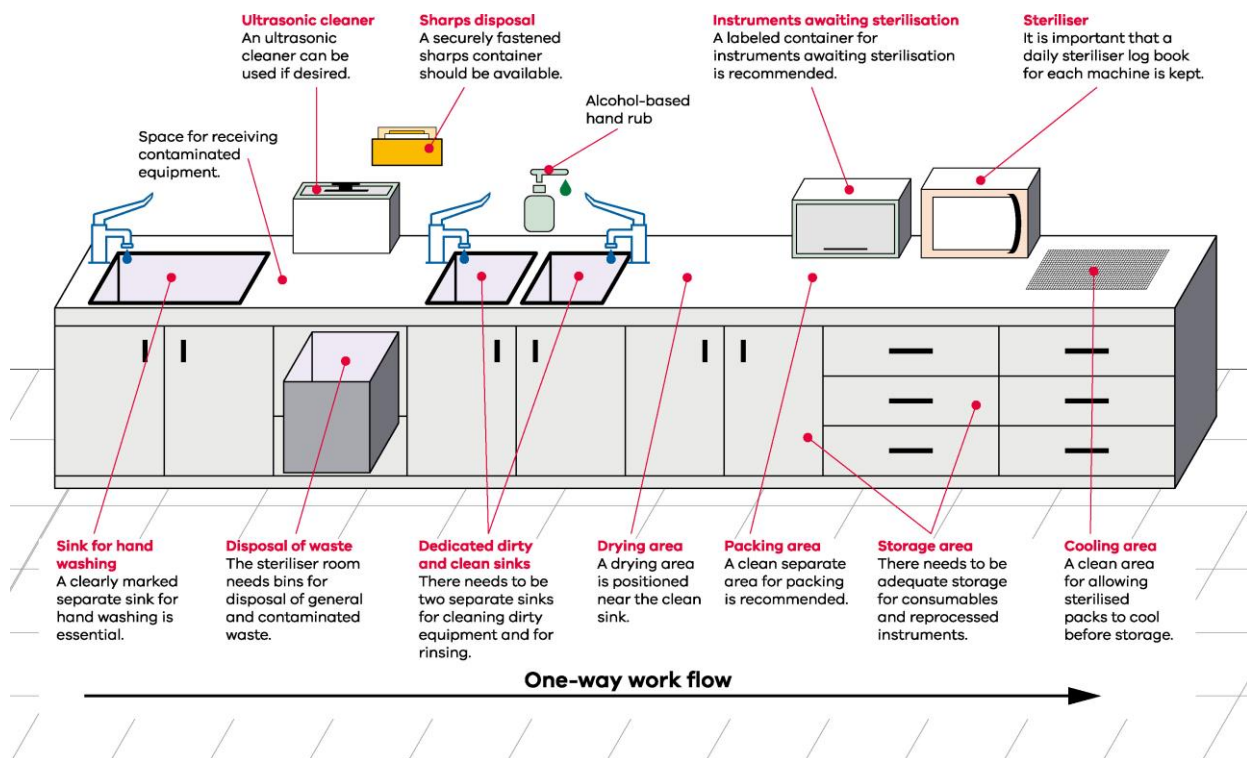 Ultrasonic cleaner
An ultrasonic
cleaner can be
used if desired.
Sharps disposal
A securely fastened
sharps container
should be available.
Instruments awaiting sterilisation
A labeled container for
instruments awaiting sterilisation
is recommended.
Steriliser
It is important that a
daily steriliser log book
for each machine is kept.
Alcohol-based
hand rub
Space for receiving
contaminated
equipment.
Sink for hand
washing
A clearly marked
separate sink for
hand washing is
essential.
Disposal of waste
The steriliser room
needs bins for
disposal of general
and contaminated
waste.
Dedicated dirty
and clean sinks
There needs to be
two separate sinks
for cleaning dirty
equipment and for
rinsing.
Drying area
A drying area
is positioned
near the clean
sink.
Packing area
A clean separate
area for packing
is recommended.
Storage area
There needs to be
adequate storage
for consumables
and reprocessed
instruments.
Cooling area
A clean area
for allowing
sterilised
packs to cool
before storage.
One-way work flow